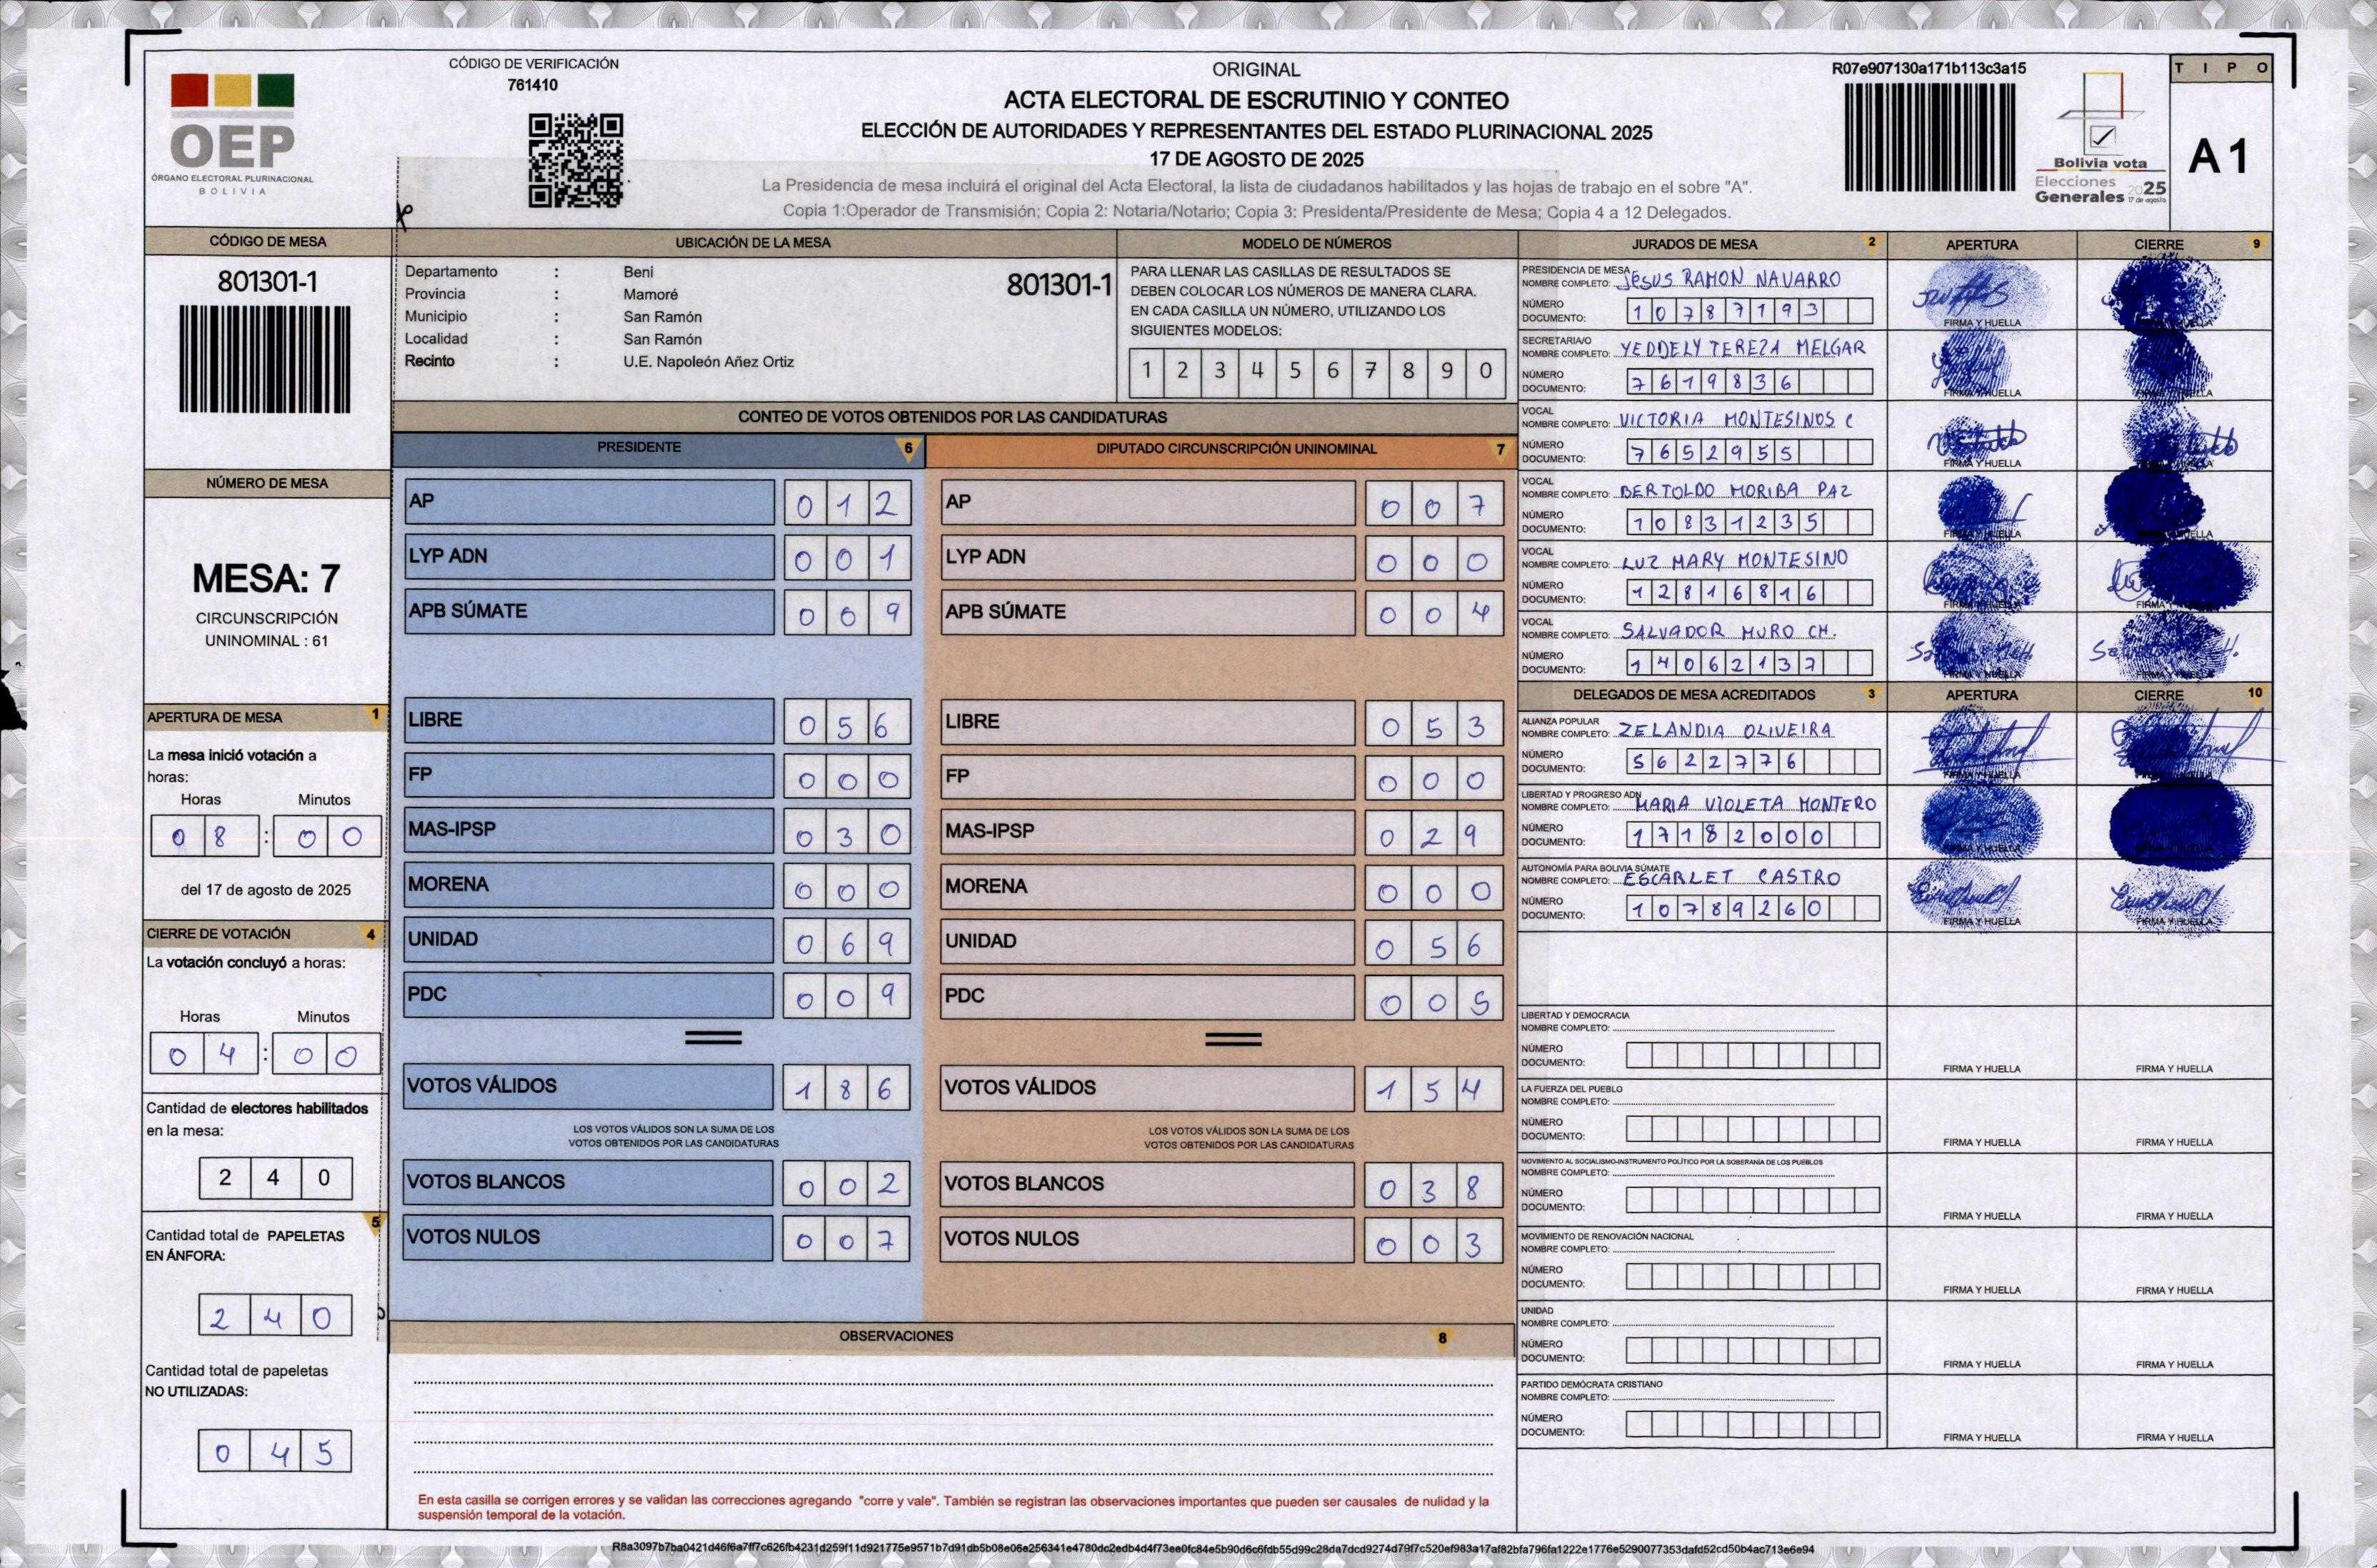 CÓDIGO DE VERIFICACIÓN
761410
OEP
ÓRGANO ELECTORAL PLURINACIONAL
BOLIVIA
ORIGINAL
ACTA ELECTORAL DE ESCRUTINIO Y CONTEO
ELECCIÓN DE AUTORIDADES Y REPRESENTANTES DEL ESTADO PLURINACIONAL 2025
17 DE AGOSTO DE 2025
La Presidencia de mesa incluirá el original del Acta Electoral, la lista de ciudadanos habilitados y las hojas de trabajo en el sobre "A".
Copia 1:Operador de Transmisión; Copia 2: Notaria/Notario; Copia 3: Presidenta/Presidente de Mesa; Copia 4 a 12 Delegados.
R07e907130a171b113c3a15
Bolivia vota
Elecciones
Generales 2025
17 de agosto
TIPO
A1
CÓDIGO DE MESA
801301-1
NÚMERO DE MESA
MESA: 7
CIRCUNSCRIPCIÓN
UNINOMINAL : 61
APERTURA DE MESA 1
La mesa inició votación a
horas:
Horas Minutos
08 : 00
del 17 de agosto de 2025
CIERRE DE VOTACIÓN 4
La votación concluyó a horas:
Horas Minutos
04 : 00
Cantidad de electores habilitados
en la mesa:
240
5
Cantidad total de PAPELETAS
EN ÁNFORA:
240
Cantidad total de papeletas
NO UTILIZADAS:
045
UBICACIÓN DE LA MESA
Departamento : Beni
801301-1
Provincia : Mamoré
Municipio : San Ramón
Localidad : San Ramón
Recinto : U.E. Napoleón Añez Ortiz
MODELO DE NÚMEROS
PARA LLENAR LAS CASILLAS DE RESULTADOS SE
DEBEN COLOCAR LOS NÚMEROS DE MANERA CLARA.
EN CADA CASILLA UN NÚMERO, UTILIZANDO LOS
SIGUIENTES MODELOS:
1 2 3 4 5 6 7 8 9 0
CONTEO DE VOTOS OBTENIDOS POR LAS CANDIDATURAS
PRESIDENTE 6
AP 012
LYP ADN 001
APB SÚMATE 009
LIBRE 056
FP 000
MAS-IPSP 030
MORENA 000
UNIDAD 069
PDC 009
VOTOS VÁLIDOS 186
LOS VOTOS VÁLIDOS SON LA SUMA DE LOS
VOTOS OBTENIDOS POR LAS CANDIDATURAS
VOTOS BLANCOS 002
VOTOS NULOS 007
DIPUTADO CIRCUNSCRIPCIÓN UNINOMINAL 7
AP 007
LYP ADN 000
APB SÚMATE 004
LIBRE 053
FP 000
MAS-IPSP 029
MORENA 000
UNIDAD 056
PDC 005
VOTOS VÁLIDOS 154
LOS VOTOS VÁLIDOS SON LA SUMA DE LOS
VOTOS OBTENIDOS POR LAS CANDIDATURAS
VOTOS BLANCOS 038
VOTOS NULOS 003
OBSERVACIONES 8
En esta casilla se corrigen errores y se validan las correcciones agregando "corre y vale". También se registran las observaciones importantes que pueden ser causales de nulidad y la
suspensión temporal de la votación.
JURADOS DE MESA 2 APERTURA CIERRE 9
PRESIDENCIA DE MESA
NOMBRE COMPLETO: JESUS RAMON NAVARRO
NÚMERO
DOCUMENTO: 10787193
FIRMA Y HUELLA
SECRETARIA/O
NOMBRE COMPLETO: YEDDELY TEREZA MELGAR
NÚMERO
DOCUMENTO: 7619836
FIRMA Y HUELLA
VOCAL
NOMBRE COMPLETO: VICTORIA MONTESINOS C
NÚMERO
DOCUMENTO: 7652955
FIRMA Y HUELLA
VOCAL
NOMBRE COMPLETO: BERTOLDO MORIBA PAZ
NÚMERO
DOCUMENTO: 10831235
FIRMA Y HUELLA
VOCAL
NOMBRE COMPLETO: LUZ MARY MONTESINO
NÚMERO
DOCUMENTO: 12816816
FIRMA Y HUELLA
VOCAL
NOMBRE COMPLETO: SALVADOR MURO CH.
NÚMERO
DOCUMENTO: 14062137
FIRMA Y HUELLA
DELEGADOS DE MESA ACREDITADOS 3 APERTURA CIERRE 10
ALIANZA POPULAR
NOMBRE COMPLETO: ZELANDIA OLIVEIRA
NÚMERO
DOCUMENTO: 5622776
FIRMA Y HUELLA
LIBERTAD Y PROGRESO ADN
NOMBRE COMPLETO: MARIA VIOLETA MONTERO
NÚMERO
DOCUMENTO: 17182000
FIRMA Y HUELLA
AUTONOMÍA PARA BOLIVIA SÚMATE
NOMBRE COMPLETO: ESCARLET CASTRO
NÚMERO
DOCUMENTO: 10789260
FIRMA Y HUELLA FIRMA Y HUELLA
LIBERTAD Y DEMOCRACIA
NOMBRE COMPLETO:
NÚMERO
DOCUMENTO:
FIRMA Y HUELLA FIRMA Y HUELLA
LA FUERZA DEL PUEBLO
NOMBRE COMPLETO:
NÚMERO
DOCUMENTO:
FIRMA Y HUELLA FIRMA Y HUELLA
MOVIMIENTO AL SOCIALISMO-INSTRUMENTO POLÍTICO POR LA SOBERANÍA DE LOS PUEBLOS
NOMBRE COMPLETO:
NÚMERO
DOCUMENTO:
FIRMA Y HUELLA FIRMA Y HUELLA
MOVIMIENTO DE RENOVACIÓN NACIONAL
NOMBRE COMPLETO:
NÚMERO
DOCUMENTO:
FIRMA Y HUELLA FIRMA Y HUELLA
UNIDAD
NOMBRE COMPLETO:
NÚMERO
DOCUMENTO:
FIRMA Y HUELLA FIRMA Y HUELLA
PARTIDO DEMÓCRATA CRISTIANO
NOMBRE COMPLETO:
NÚMERO
DOCUMENTO:
FIRMA Y HUELLA FIRMA Y HUELLA